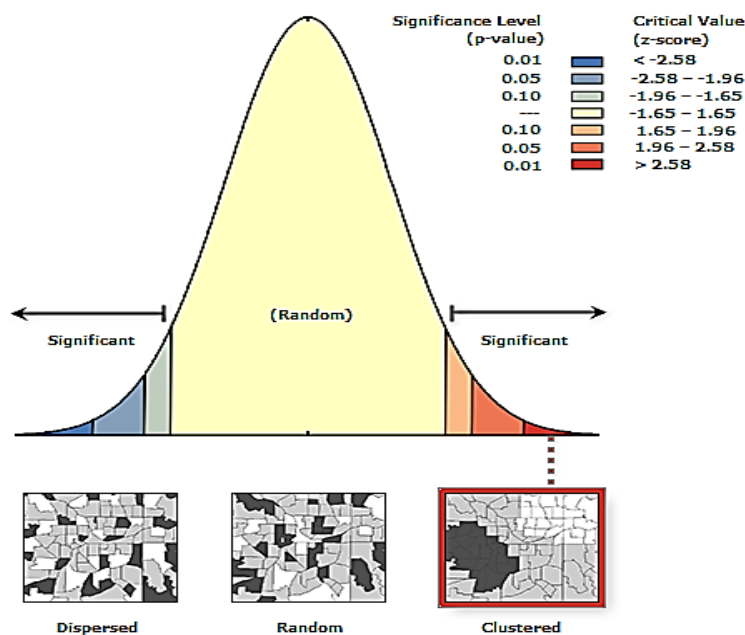 Significance Level Critical Value
(p-value) (z-score)
0.01 < -2.58
0.05 -2.58 – -1.96
0.10 -1.96 – -1.65
--- -1.65 – 1.65
0.10 1.65 – 1.96
0.05 1.96 – 2.58
0.01 > 2.58
(Random)
Significant Significant
Dispersed Random Clustered